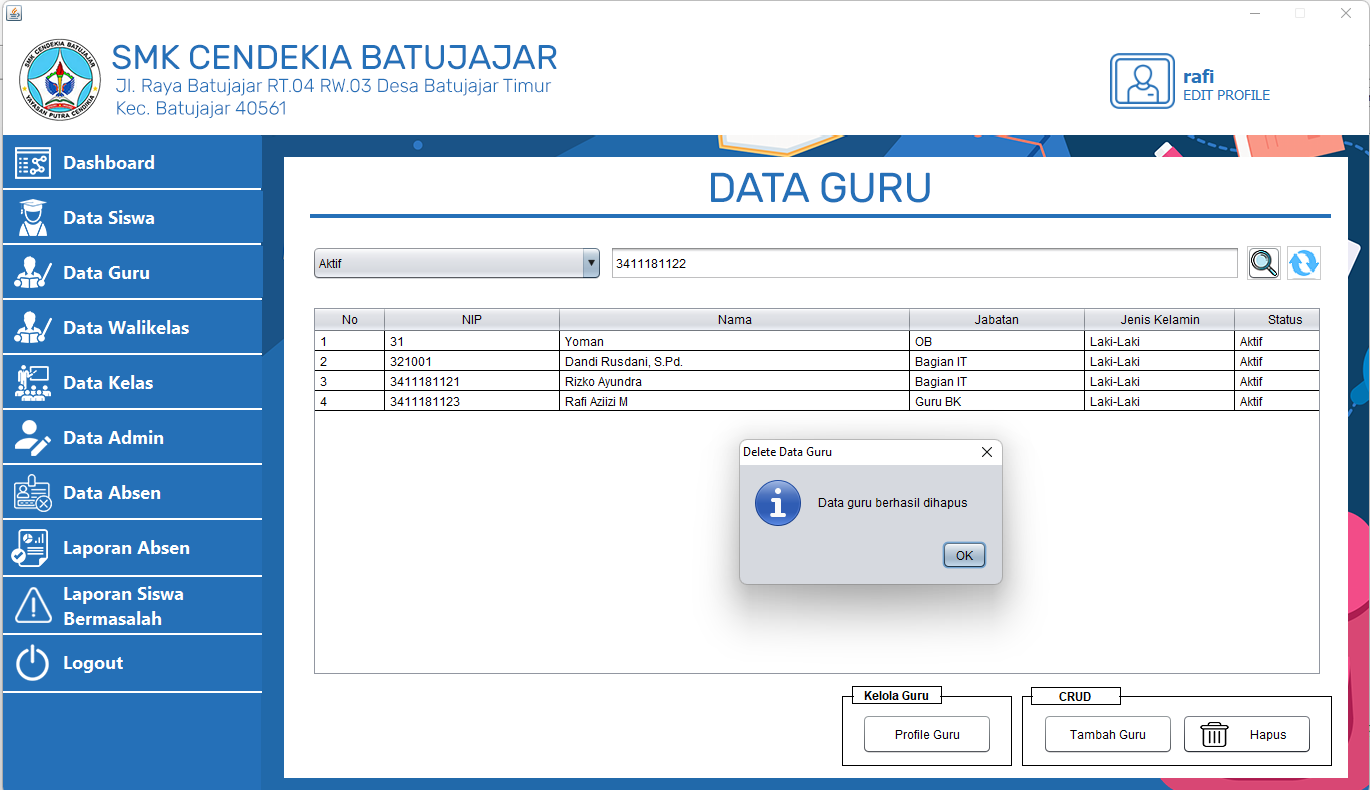 SMK CENDEKIA BATUJAJAR
YAYASAN PUTRA CENDIKIA
SMK CENDEKIA BATUJAJAR
Jl. Raya Batujajar RT.04 RW.03 Desa Batujajar Timur
Kec. Batujajar 40561
rafi
EDIT PROFILE
Dashboard
Data Siswa
Data Guru
Data Walikelas
Data Kelas
Data Admin
Data Absen
Laporan Absen
Laporan Siswa
Bermasalah
Logout
DATA GURU
Aktif
3411181122
No NIP Nama Jabatan Jenis Kelamin Status
1 31 Yoman OB Laki-Laki Aktif
2 321001 Dandi Rusdani, S.Pd. Bagian IT Laki-Laki Aktif
3 3411181121 Rizko Ayundra Bagian IT Laki-Laki Aktif
4 3411181123 Rafi Aziizi M Guru BK Laki-Laki Aktif
Delete Data Guru
Data guru berhasil dihapus
OK
Kelola Guru
Profile Guru
CRUD
Tambah Guru
Hapus